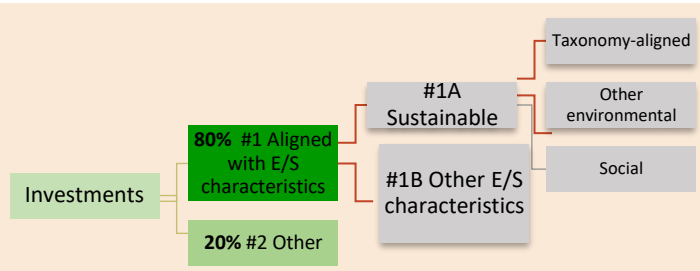 Investments
80% #1 Aligned
with E/S
characteristics
20% #2 Other
#1A
Sustainable
#1B Other E/S
characteristics
Taxonomy-aligned
Other
environmental
Social